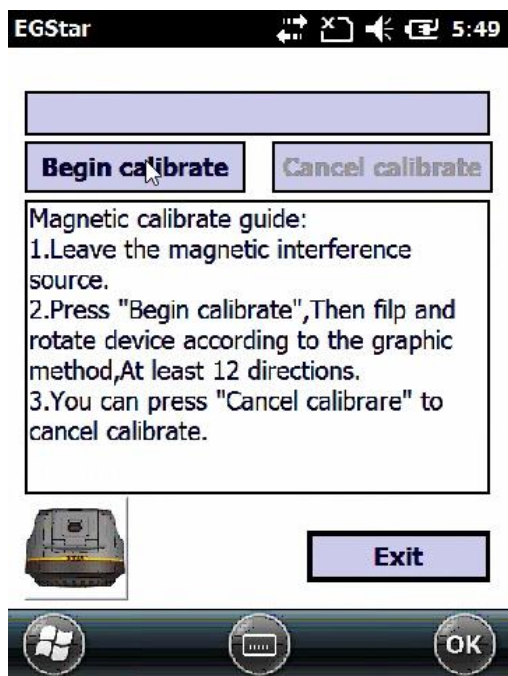 EGStar 5:49
Begin calibrate Cancel calibrate
Magnetic calibrate guide:
1.Leave the magnetic interference
source.
2.Press "Begin calibrate",Then filp and
rotate device according to the graphic
method,At least 12 directions.
3.You can press "Cancel calibrare" to
cancel calibrate.
Exit
OK